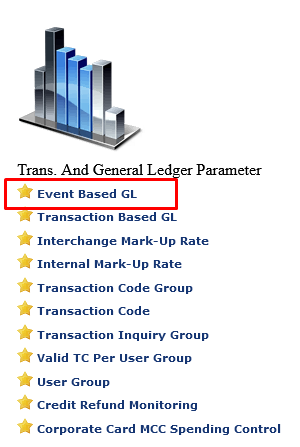 Trans. And General Ledger Parameter
Event Based GL
Transaction Based GL
Interchange Mark-Up Rate
Internal Mark-Up Rate
Transaction Code Group
Transaction Code
Transaction Inquiry Group
Valid TC Per User Group
User Group
Credit Refund Monitoring
Corporate Card MCC Spending Control